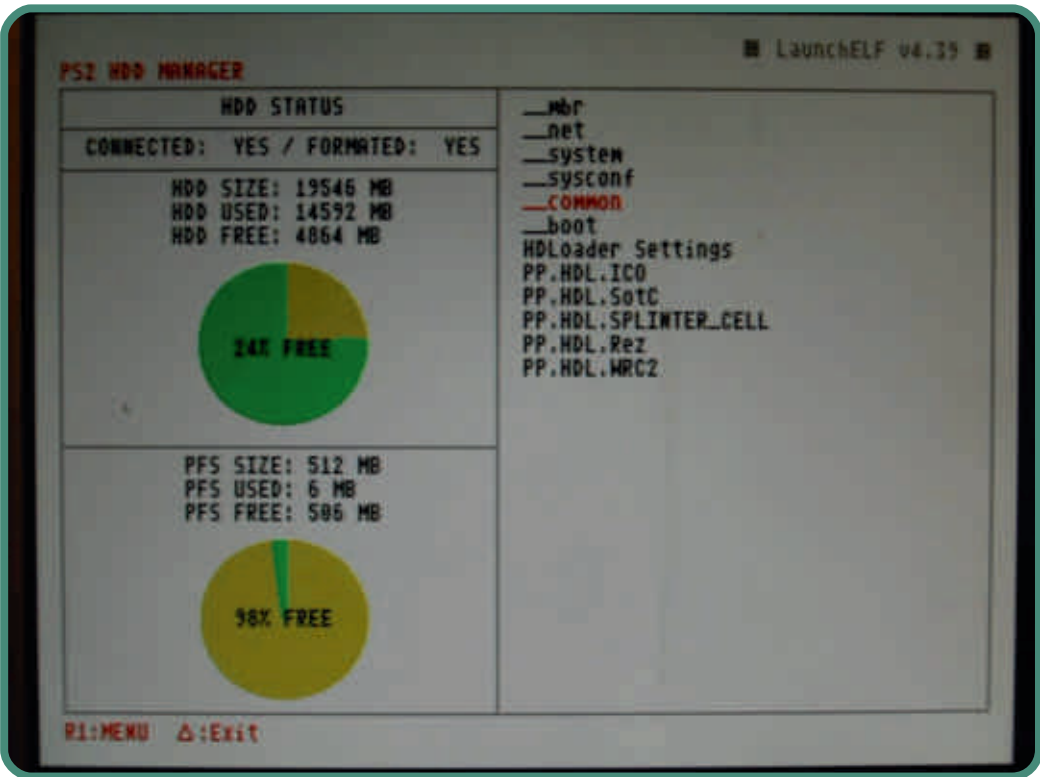 LaunchELF v4.39
PS2 HDD MANAGER
HDD STATUS
CONNECTED: YES / FORMATED: YES
HDD SIZE: 19546 MB
HDD USED: 14592 MB
HDD FREE: 4864 MB
24% FREE
PFS SIZE: 512 MB
PFS USED: 6 MB
PFS FREE: 506 MB
98% FREE
__mbr
__net
__system
__sysconf
__common
__boot
HDLoader Settings
PP.HDL.ICO
PP.HDL.SotC
PP.HDL.SPLINTER_CELL
PP.HDL.Rez
PP.HDL.WRC2
R1:MENU △:Exit